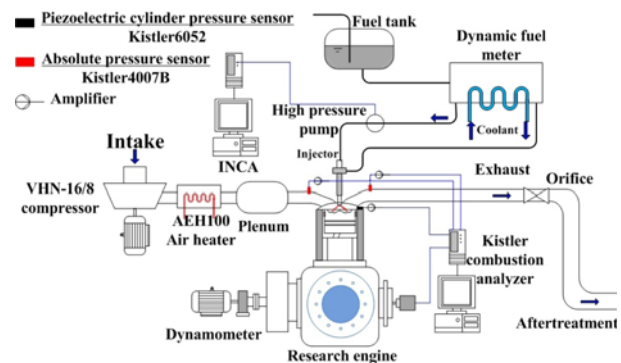 Piezoelectric cylinder pressure sensor
Kistler6052
Absolute pressure sensor
Kistler4007B
Amplifier
Fuel tank
Dynamic fuel
meter
High pressure
pump
Coolant
Injector
INCA
Intake
VHN-16/8
compressor
AEH100
Air heater
Plenum
Exhaust
Orifice
Kistler
combustion
analyzer
Dynamometer
Research engine
Aftertreatment